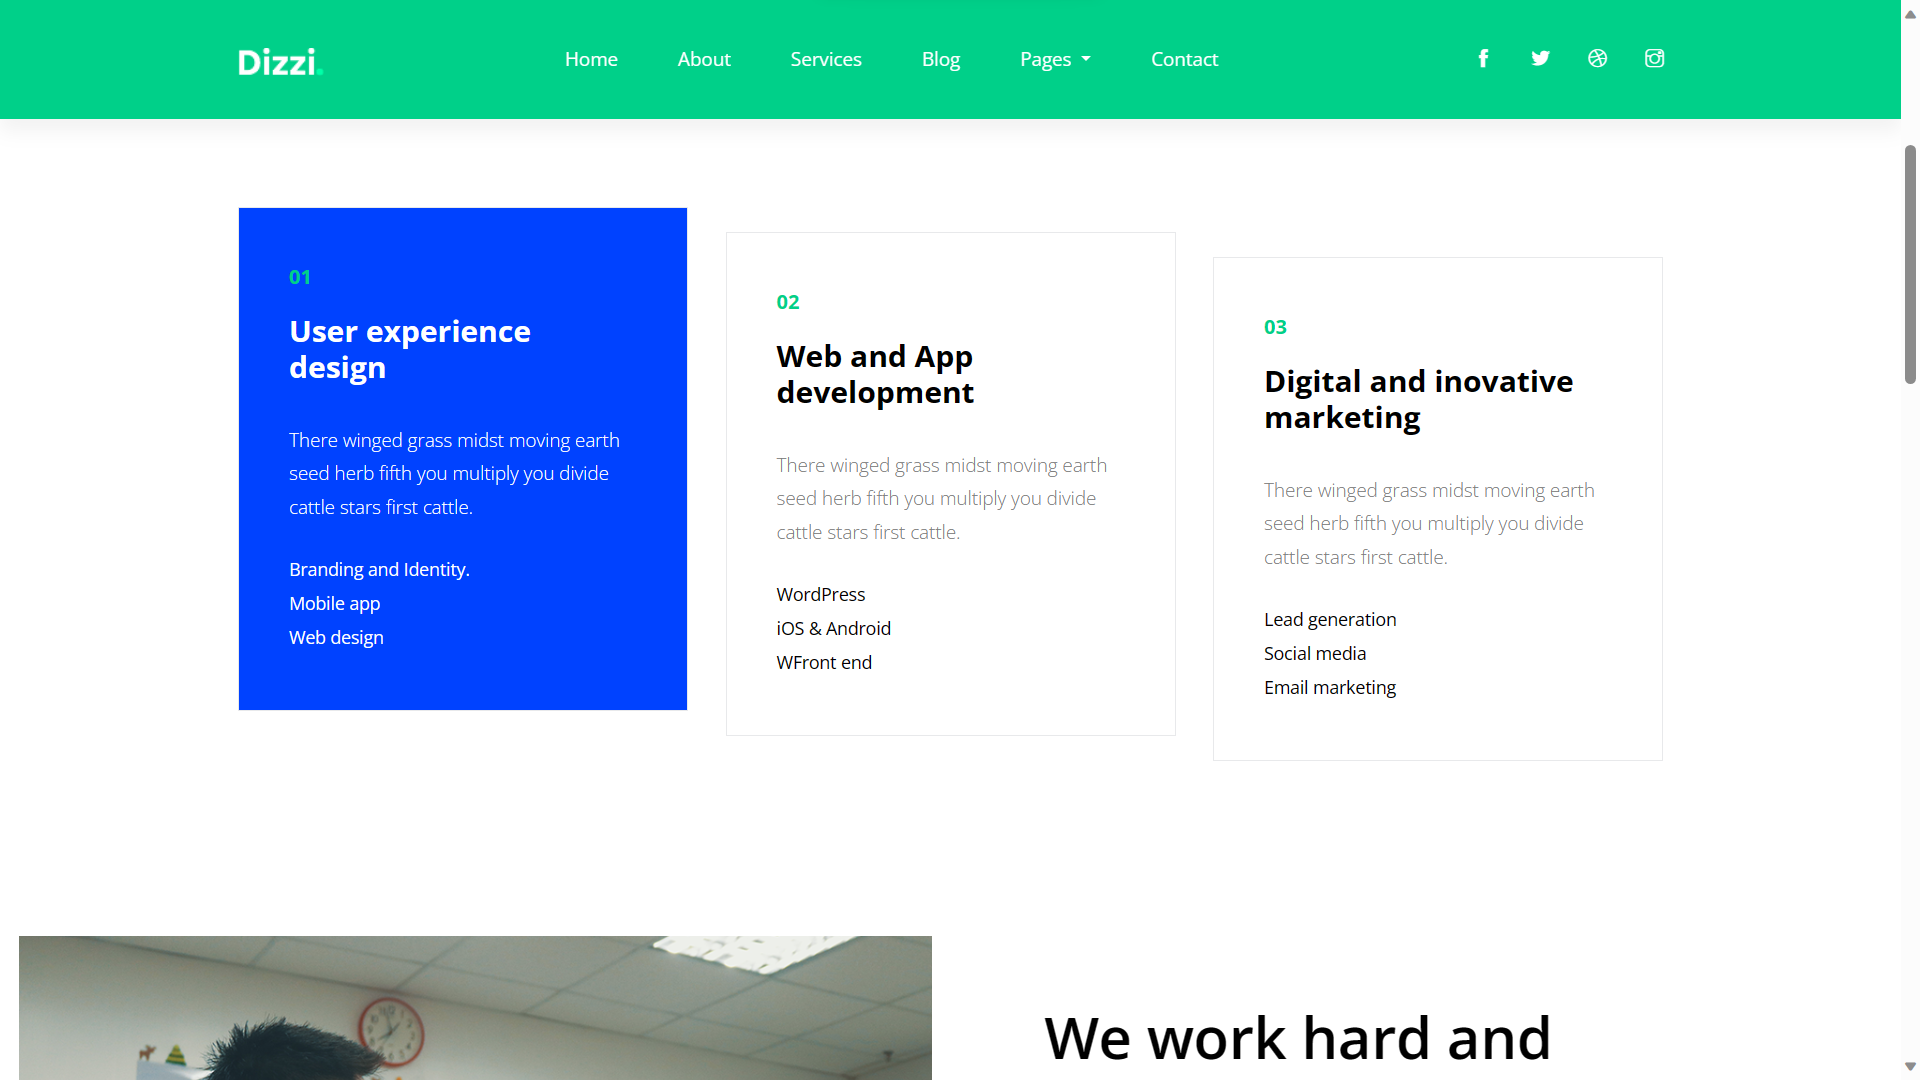 Dizzi.
Home
About
Services
Blog
Pages
Contact
01
User experience
design
There winged grass midst moving earth
seed herb fifth you multiply you divide
cattle stars first cattle.
Branding and Identity.
Mobile app
Web design
02
Web and App
development
There winged grass midst moving earth
seed herb fifth you multiply you divide
cattle stars first cattle.
WordPress
iOS & Android
WFront end
03
Digital and inovative
marketing
There winged grass midst moving earth
seed herb fifth you multiply you divide
cattle stars first cattle.
Lead generation
Social media
Email marketing
We work hard and